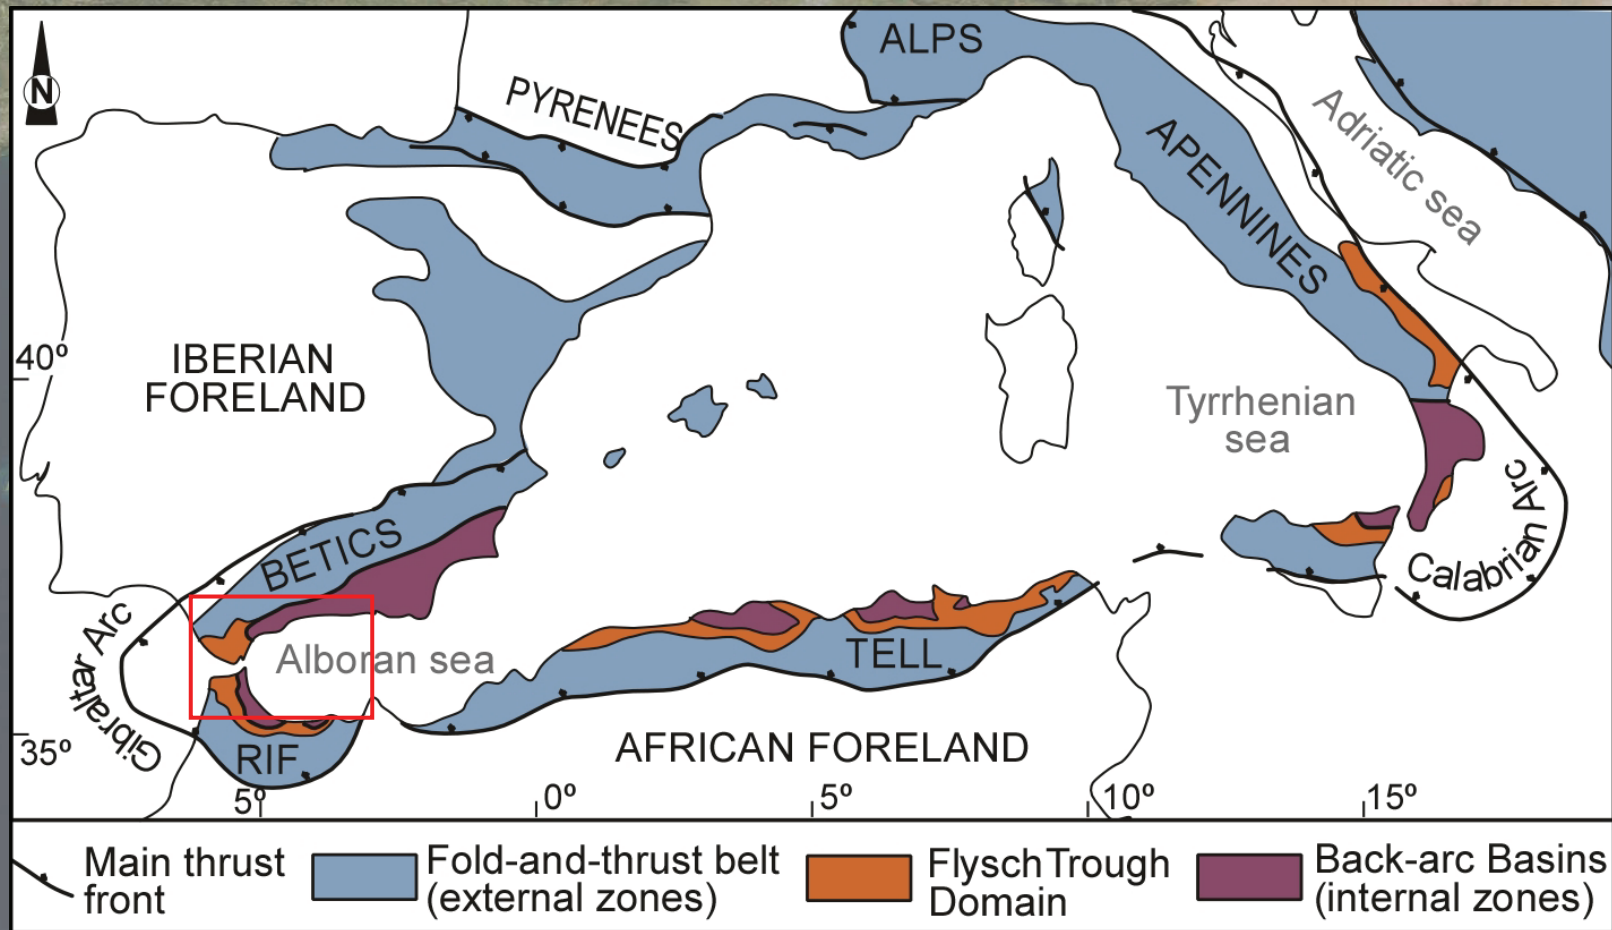 N
ALPS
PYRENEES
APENNINES
Adriatic sea
40º
IBERIAN
FORELAND
Tyrrhenian
sea
BETICS
Calabrian Arc
Gibraltar Arc
Alboran sea
TELL
35º
RIF
AFRICAN FORELAND
5º
0º
5º
10º
15º
Main thrust
front
Fold-and-thrust belt
(external zones)
Flysch Trough
Domain
Back-arc Basins
(internal zones)